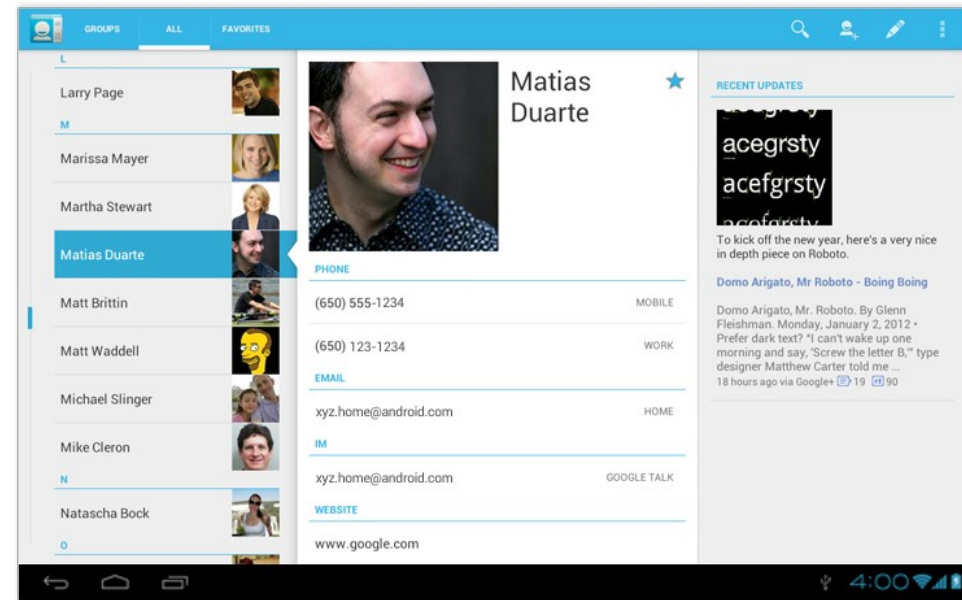 GROUPS
ALL
FAVORITES
L
Larry Page
M
Marissa Mayer
Martha Stewart
Matias Duarte
Matt Brittin
Matt Waddell
Michael Slinger
Mike Cleron
N
Natascha Bock
O
Matias
Duarte
PHONE
(650) 555-1234
MOBILE
(650) 123-1234
WORK
EMAIL
xyz.home@android.com
HOME
IM
xyz.home@android.com
GOOGLE TALK
WEBSITE
www.google.com
RECENT UPDATES
acegrsty
acefgrsty
To kick off the new year, here's a very nice
in depth piece on Roboto.
Domo Arigato, Mr Roboto - Boing Boing
Domo Arigato, Mr. Roboto. By Glenn
Fleishman. Monday, January 2, 2012 •
Prefer dark text? "I can't wake up one
morning and say, 'Screw the letter B,'" type
designer Matthew Carter told me ...
18 hours ago via Google+ 19 90
4:00